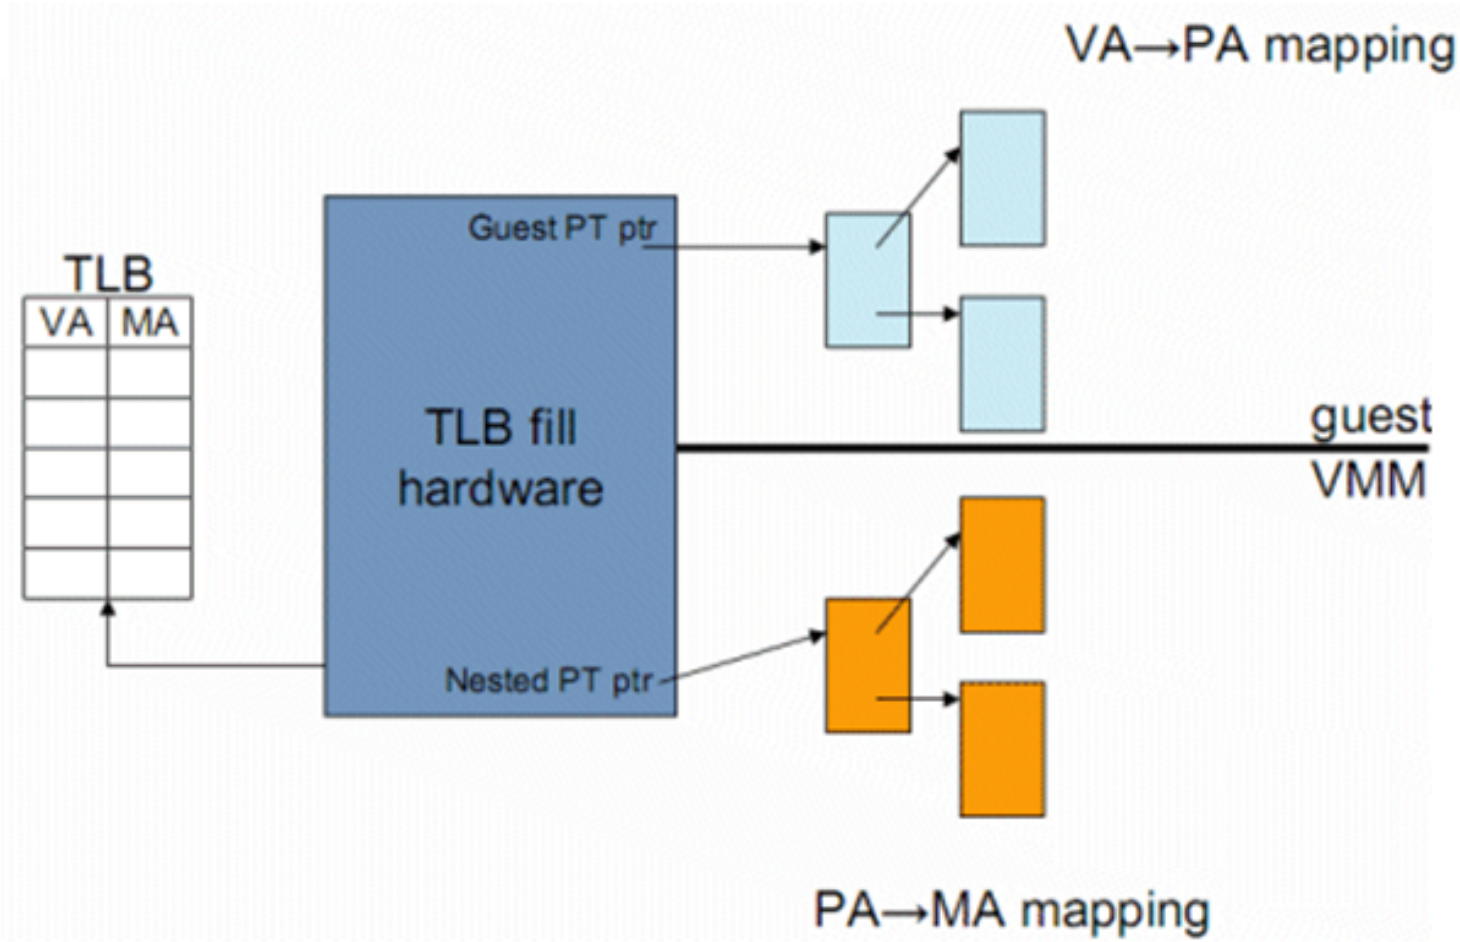 VA→PA mapping
Guest PT ptr
TLB
VA MA
TLB fill
hardware
guest
VMM
Nested PT ptr
PA→MA mapping